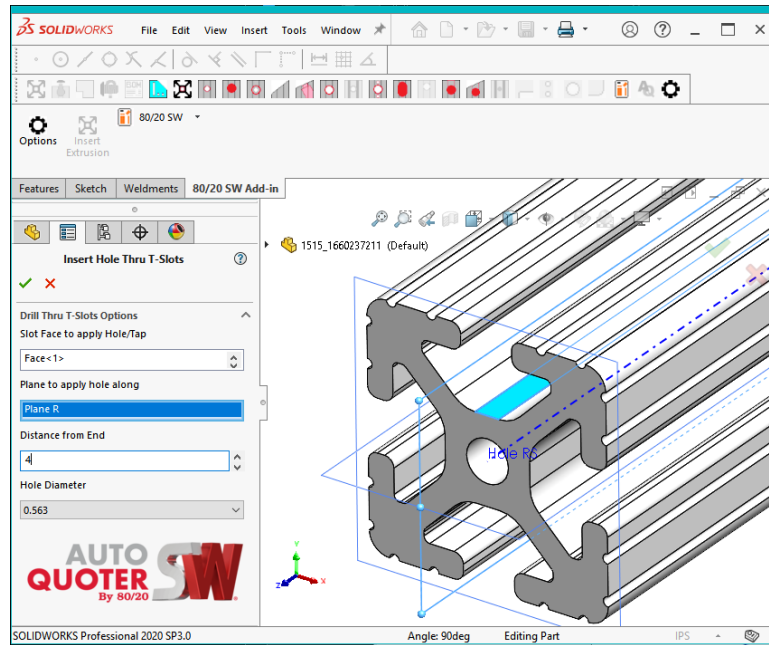 SOLIDWORKS File Edit View Insert Tools Window
Options
Insert Extrusion
80/20 SW
Features Sketch Weldments 80/20 SW Add-in
Insert Hole Thru T-Slots
Drill Thru T-Slots Options
Slot Face to apply Hole/Tap
Face<1>
Plane to apply hole along
Plane R
Distance from End
4
Hole Diameter
0.563
AUTO
QUOTER SW
By 80/20
1515_1660237211 (Default)
Hole RS
Y
Z X
SOLIDWORKS Professional 2020 SP3.0 Angle: 90deg Editing Part IPS